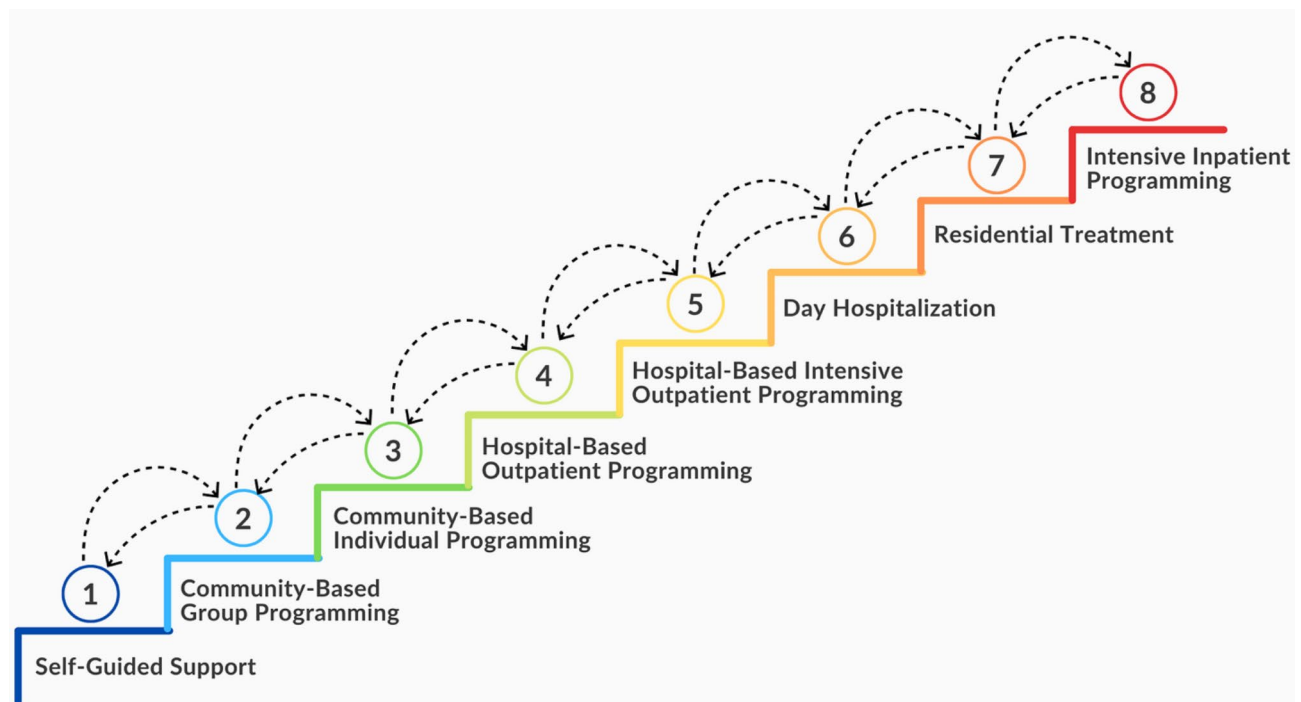 8
Intensive Inpatient
Programming
7
Residential Treatment
6
Day Hospitalization
5
Hospital-Based Intensive
Outpatient Programming
4
Hospital-Based
Outpatient Programming
3
Community-Based
Individual Programming
2
Community-Based
Group Programming
1
Self-Guided Support